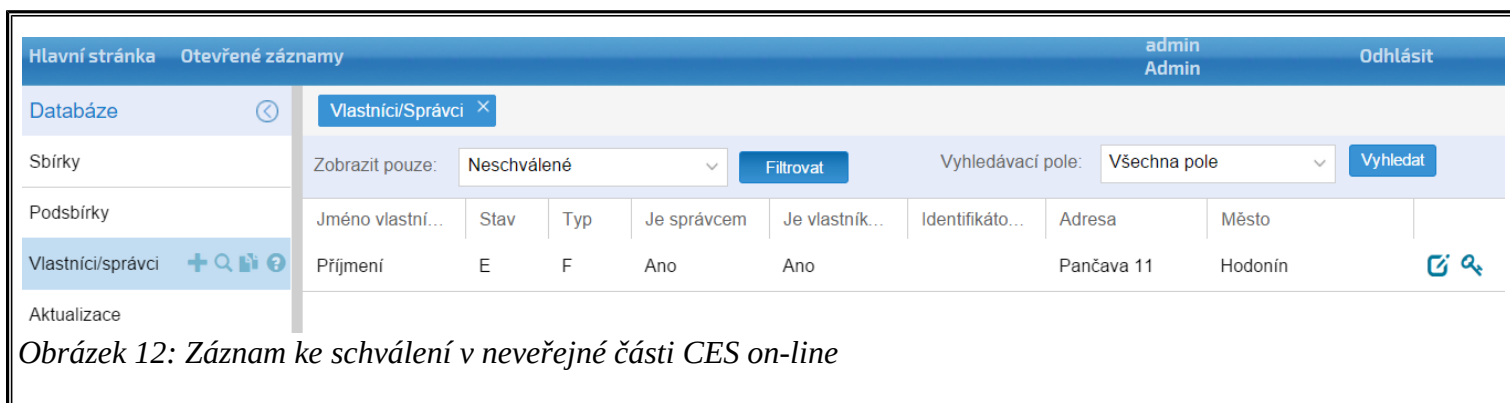 Hlavní stránka Otevřené záznamy admin Admin Odhlásit
Databáze Vlastníci/Správci ×
Sbírky Zobrazit pouze: Neschválené Filtrovat Vyhledávací pole: Všechna pole Vyhledat
Podsbírky Jméno vlastní... Stav Typ Je správcem Je vlastník... Identifikáto... Adresa Město
Vlastníci/správci Příjmení E F Ano Ano Pančava 11 Hodonín
Aktualizace
Obrázek 12: Záznam ke schválení v neveřejné části CES on-line